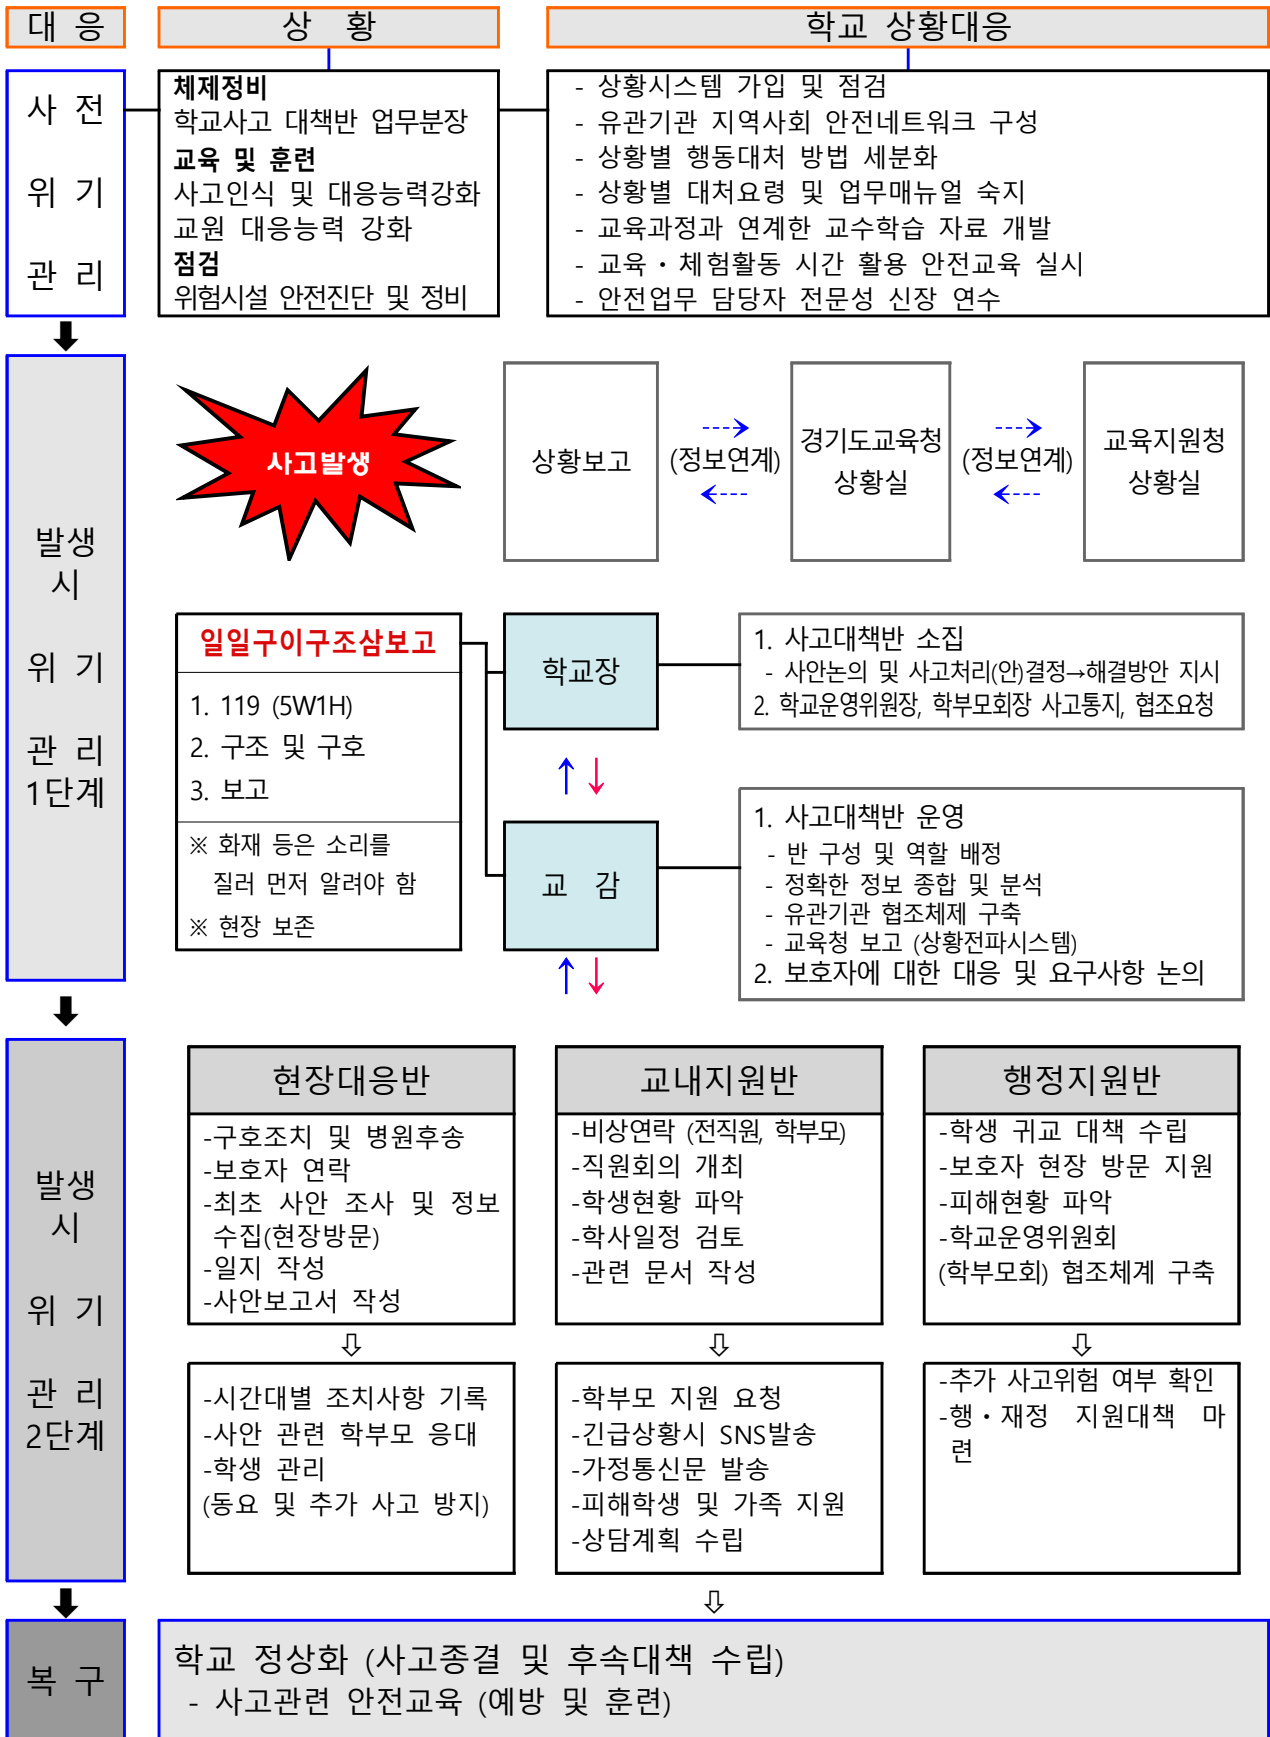 대 응
상 황
학교 상황대응
사 전
위 기
관 리
체제정비
학교사고 대책반 업무분장
교육 및 훈련
사고인식 및 대응능력강화
교원 대응능력 강화
점검
위험시설 안전진단 및 정비
- 상황시스템 가입 및 점검
- 유관기관 지역사회 안전네트워크 구성
- 상황별 행동대처 방법 세분화
- 상황별 대처요령 및 업무매뉴얼 숙지
- 교육과정과 연계한 교수학습 자료 개발
- 교육・체험활동 시간 활용 안전교육 실시
- 안전업무 담당자 전문성 신장 연수
발생
시
위 기
관 리
1단계
사고발생
상황보고
(정보연계)
경기도교육청
상황실
(정보연계)
교육지원청
상황실
일일구이구조삼보고
1. 119 (5W1H)
2. 구조 및 구호
3. 보고
※ 화재 등은 소리를
질러 먼저 알려야 함
※ 현장 보존
학교장
1. 사고대책반 소집
- 사안논의 및 사고처리(안)결정→해결방안 지시
2. 학교운영위원장, 학부모회장 사고통지, 협조요청
교 감
1. 사고대책반 운영
- 반 구성 및 역할 배정
- 정확한 정보 종합 및 분석
- 유관기관 협조체제 구축
- 교육청 보고 (상황전파시스템)
2. 보호자에 대한 대응 및 요구사항 논의
발생
시
위 기
관 리
2단계
현장대응반
-구호조치 및 병원후송
-보호자 연락
-최초 사안 조사 및 정보
수집(현장방문)
-일지 작성
-사안보고서 작성
교내지원반
-비상연락 (전직원, 학부모)
-직원회의 개최
-학생현황 파악
-학사일정 검토
-관련 문서 작성
행정지원반
-학생 귀교 대책 수립
-보호자 현장 방문 지원
-피해현황 파악
-학교운영위원회
(학부모회) 협조체계 구축
-시간대별 조치사항 기록
-사안 관련 학부모 응대
-학생 관리
(동요 및 추가 사고 방지)
-학부모 지원 요청
-긴급상황시 SNS발송
-가정통신문 발송
-피해학생 및 가족 지원
-상담계획 수립
-추가 사고위험 여부 확인
-행・재정 지원대책 마
련
복 구
학교 정상화 (사고종결 및 후속대책 수립)
- 사고관련 안전교육 (예방 및 훈련)